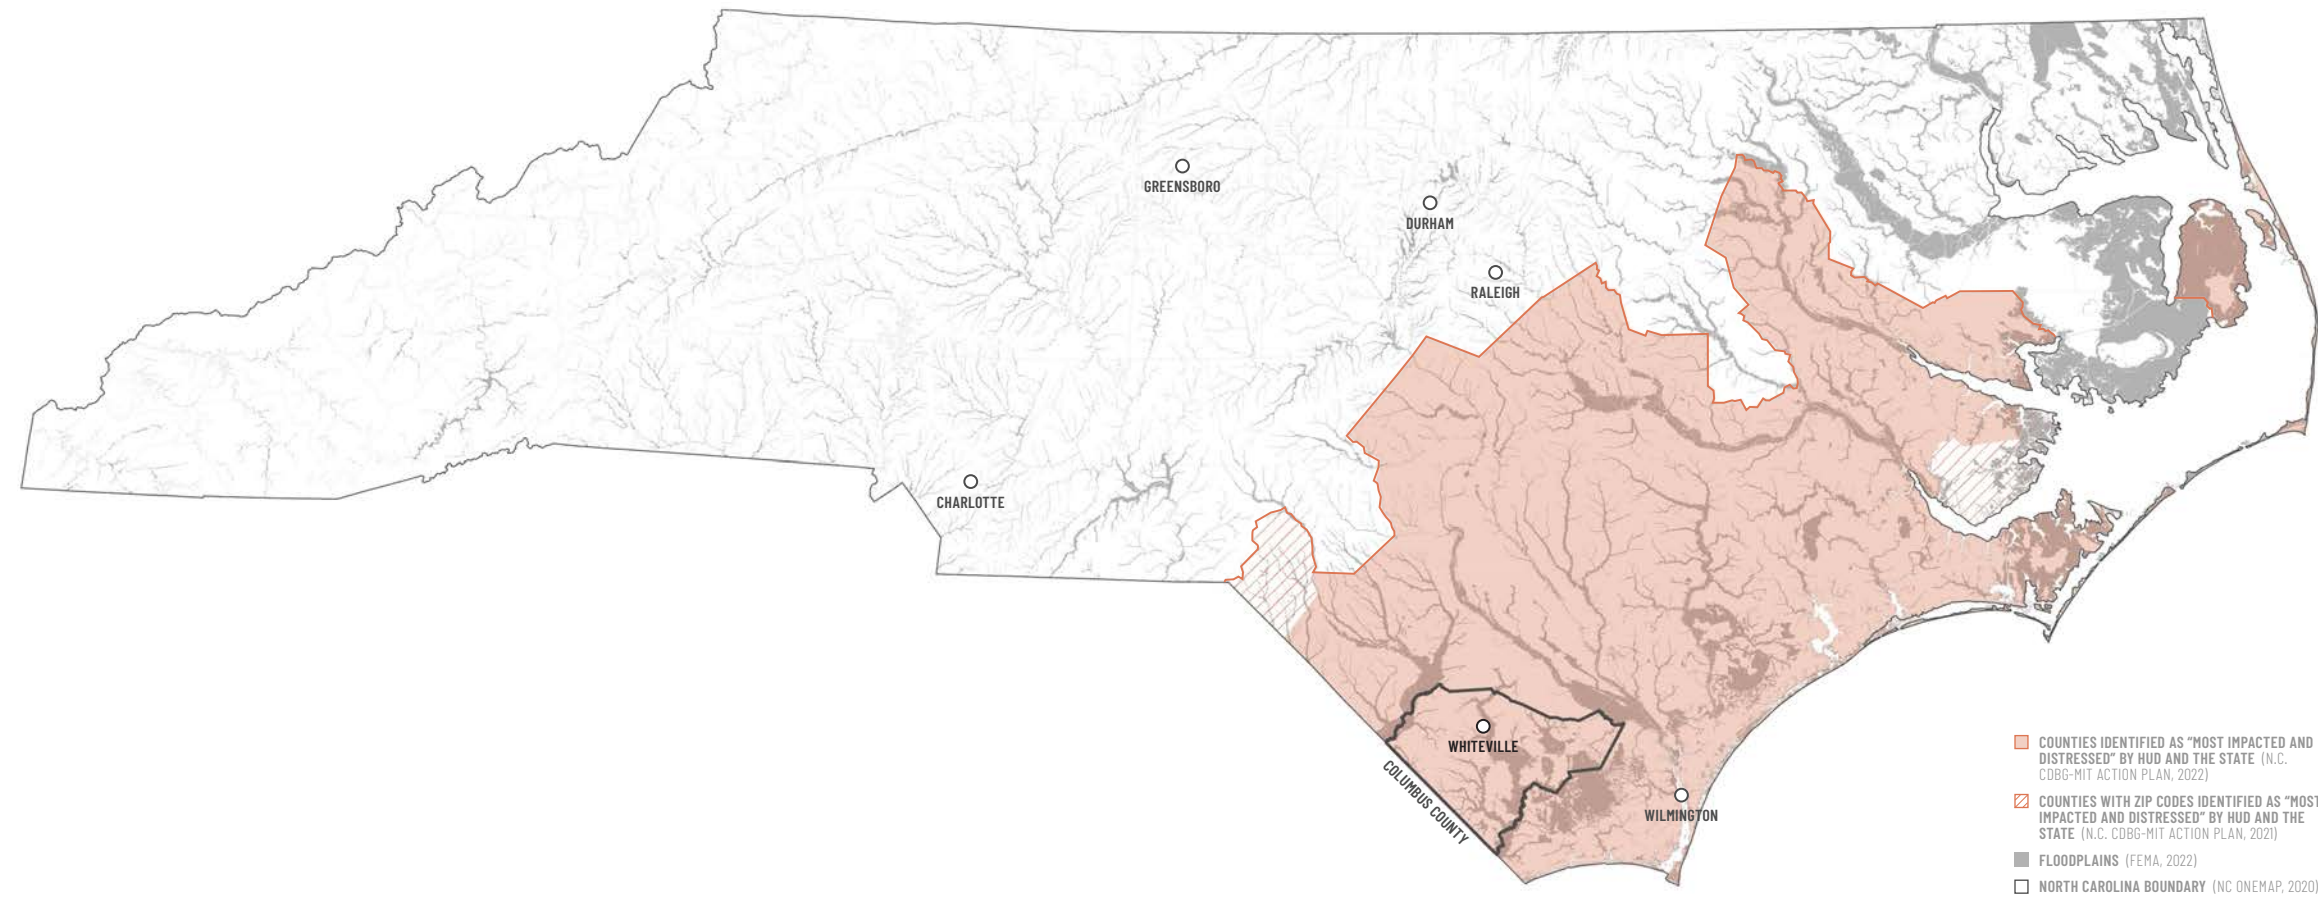 GREENSBORO
DURHAM
RALEIGH
CHARLOTTE
WHITEVILLE
COLUMBUS COUNTY
WILMINGTON
COUNTIES IDENTIFIED AS “MOST IMPACTED AND
DISTRESSED” BY HUD AND THE STATE (N.C.
CDBG-MIT ACTION PLAN, 2022)
COUNTIES WITH ZIP CODES IDENTIFIED AS “MOST
IMPACTED AND DISTRESSED” BY HUD AND THE
STATE (N.C. CDBG-MIT ACTION PLAN, 2021)
FLOODPLAINS (FEMA, 2022)
NORTH CAROLINA BOUNDARY (NC ONEMAP, 2020)